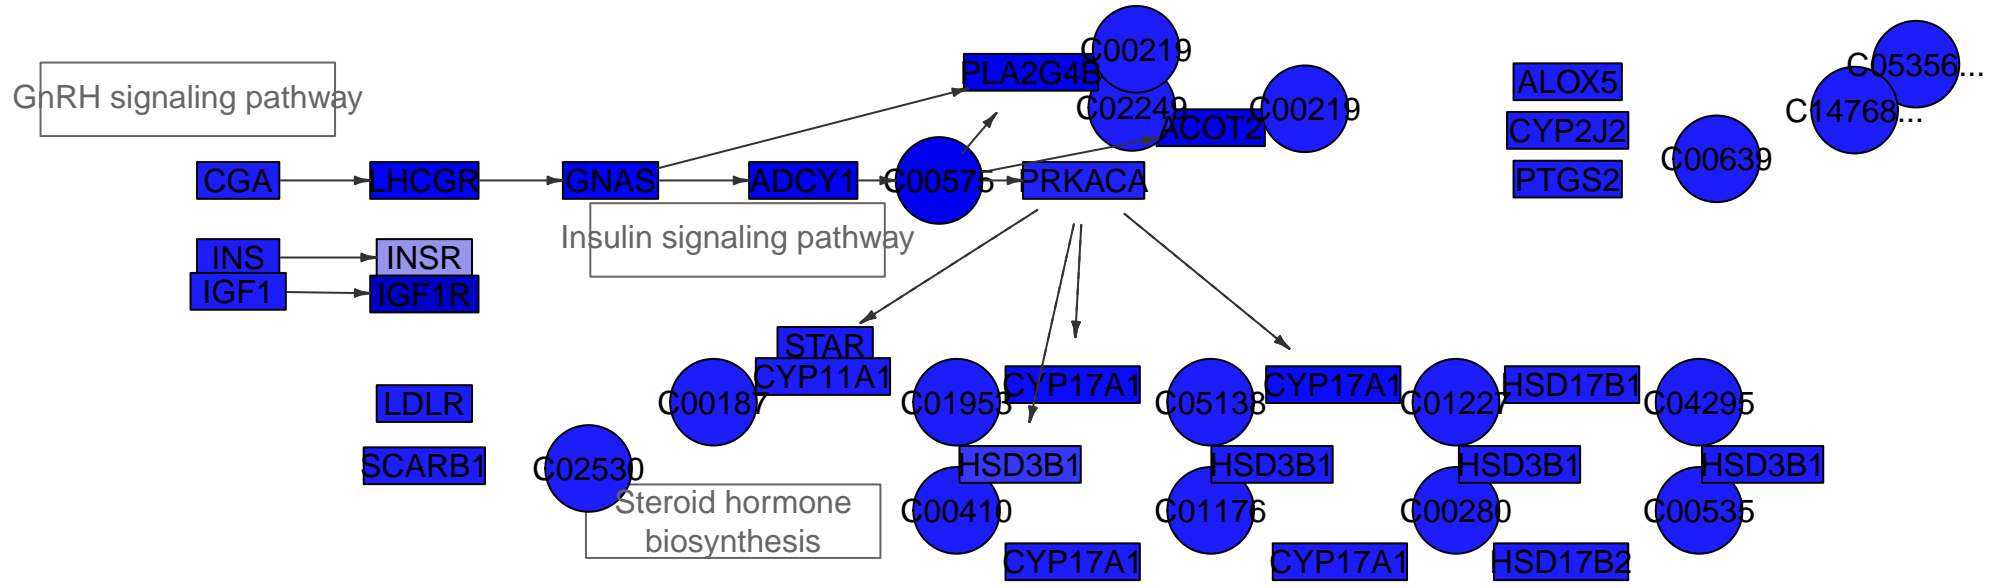 C00219
C05356...
PLA2G4B
ALOX5
GnRH signaling pathway
C02249
C00219
C14768...
ACOT2
CYP2J2
C00639
CGA
LHCGR
GNAS
ADCY1
C00575
PRKACA
PTGS2
Insulin signaling pathway
INS
INSR
IGF1
IGF1R
STAR
CYP11A1
CYP17A1
CYP17A1
HSD17B1
LDLR
C00187
C01953
C05138
C01227
C04295
SCARB1
C02530
HSD3B1
HSD3B1
HSD3B1
HSD3B1
Steroid hormone
biosynthesis
C00410
C01176
C00280
C00535
CYP17A1
CYP17A1
HSD17B2